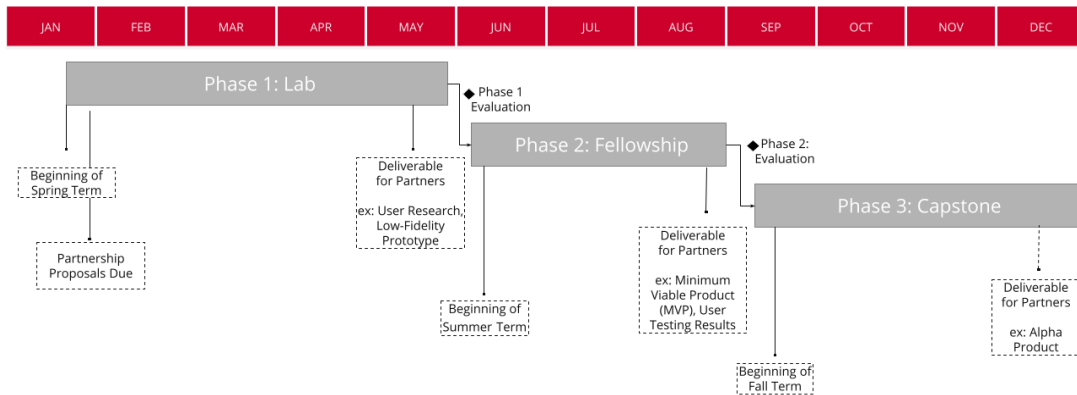 JAN FEB MAR APR MAY JUN JUL AUG SEP OCT NOV DEC
Phase 1: Lab
Phase 1
Evaluation
Phase 2: Fellowship
Phase 2:
Evaluation
Phase 3: Capstone
Beginning of
Spring Term
Partnership
Proposals Due
Deliverable
for Partners
ex: User Research,
Low-Fidelity
Prototype
Beginning of
Summer Term
Deliverable
for Partners
ex: Minimum
Viable Product
(MVP), User
Testing Results
Beginning of
Fall Term
Deliverable
for Partners
ex: Alpha
Product